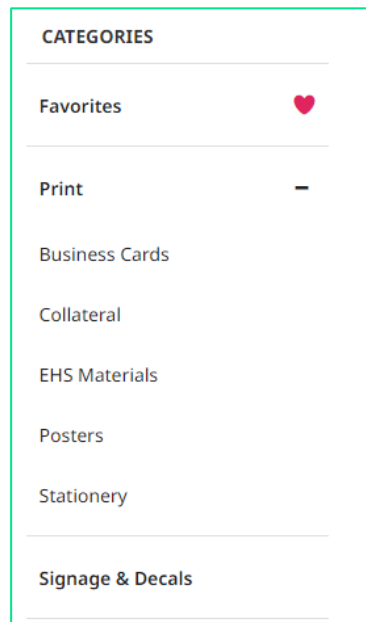 CATEGORIES
Favorites
Print
Business Cards
Collateral
EHS Materials
Posters
Stationery
Signage & Decals